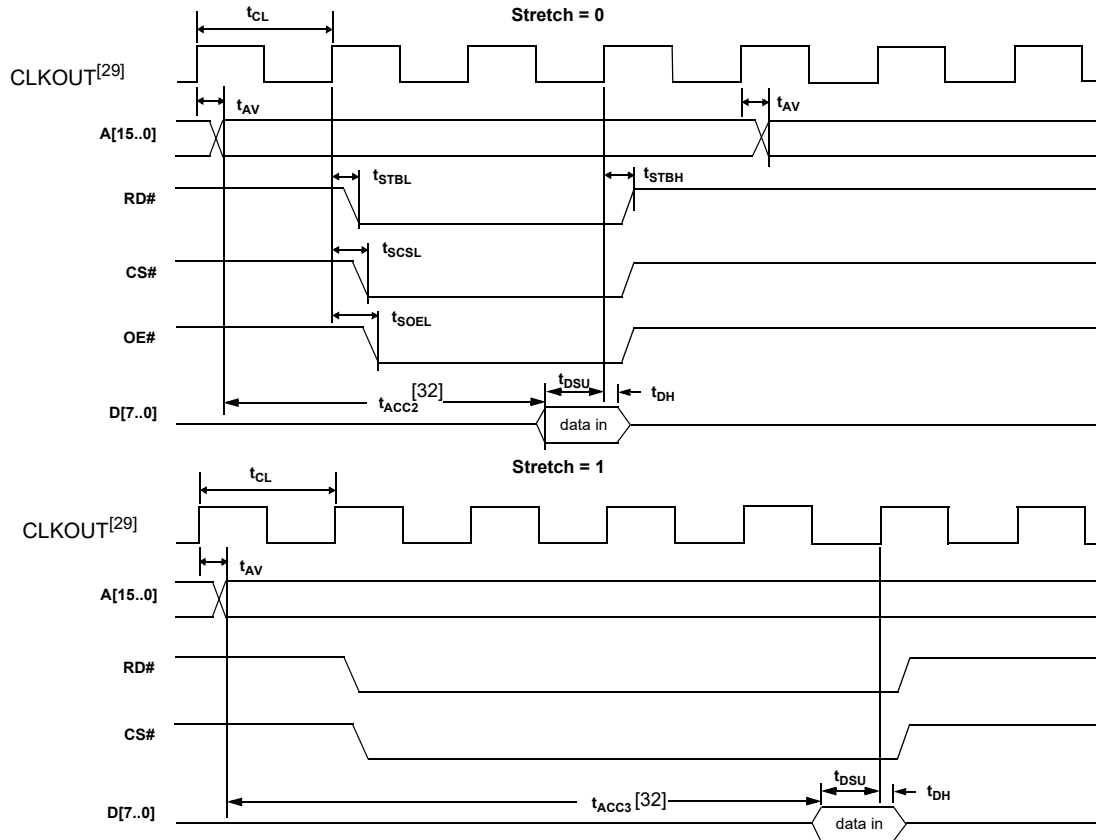 Stretch = 0
tCL
CLKOUT[29]
tAV
tAV
A[15..0]
tSTBL
tSTBH
RD#
tSCSL
CS#
tSOEL
OE#
tDSU
tDH
tACC2[32]
D[7..0]
data in
Stretch = 1
tCL
CLKOUT[29]
tAV
A[15..0]
RD#
CS#
tDSU
tDH
tACC3[32]
D[7..0]
data in